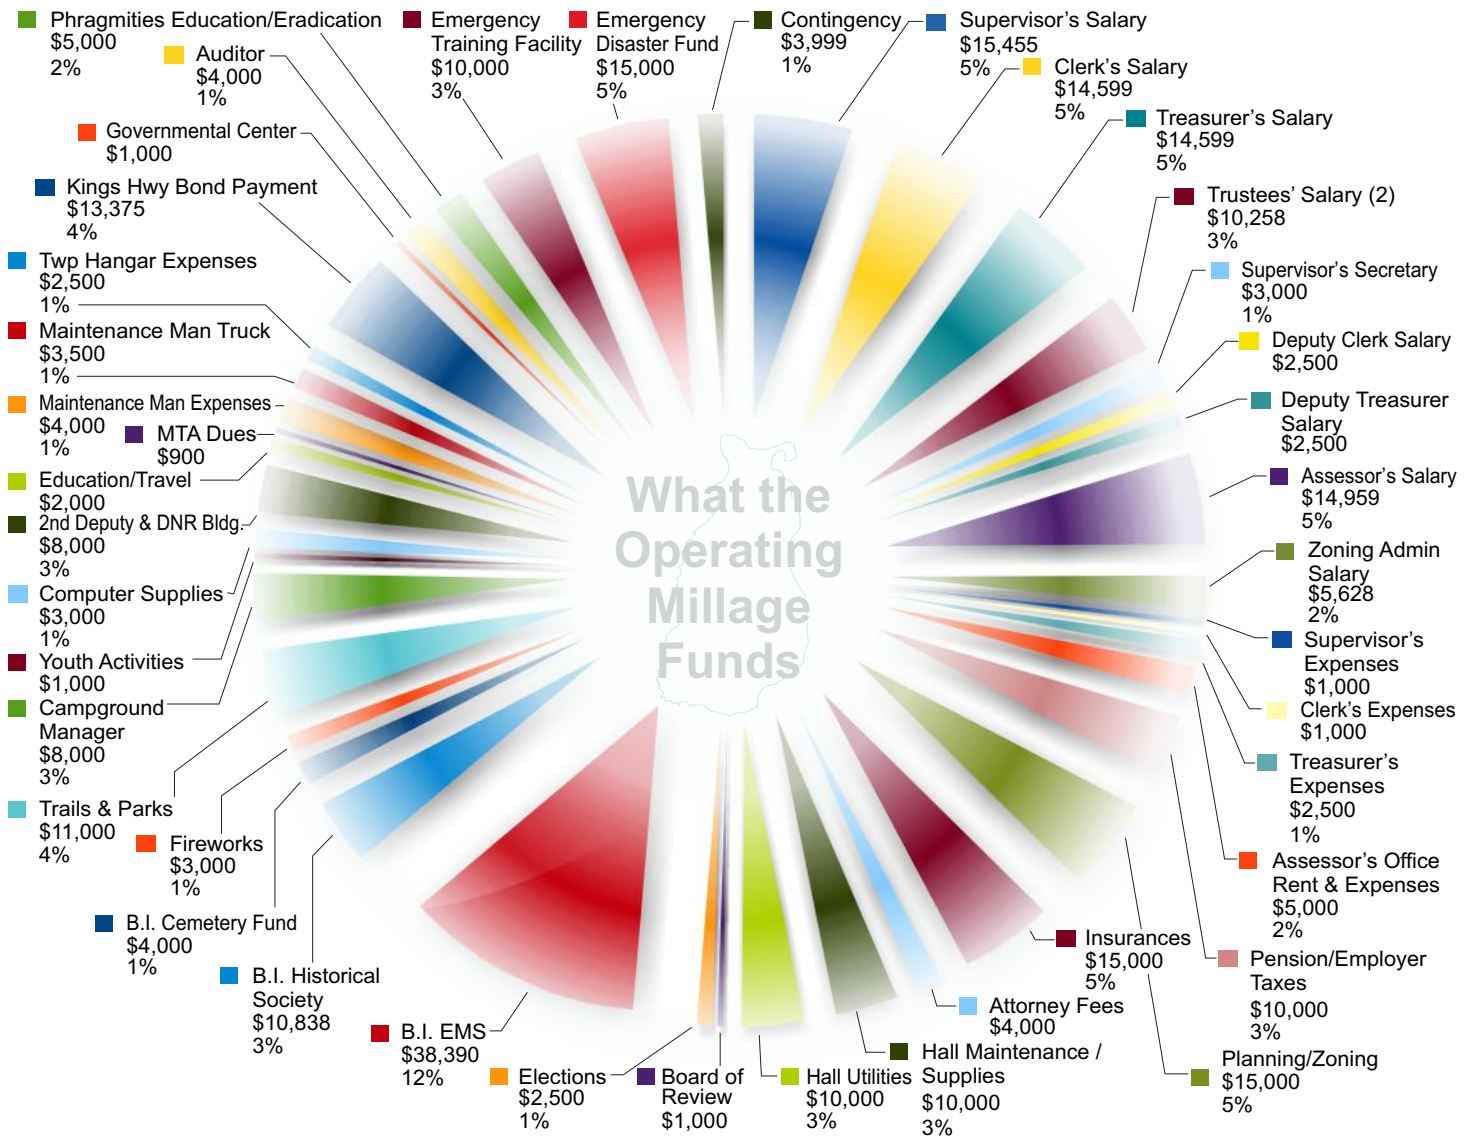 Phragmities Education/Eradication
$5,000
2%
Auditor
$4,000
1%
Governmental Center
$1,000
Kings Hwy Bond Payment
$13,375
4%
Twp Hangar Expenses
$2,500
1%
Maintenance Man Truck
$3,500
1%
Maintenance Man Expenses
$4,000
1%
MTA Dues
$900
Education/Travel
$2,000
2nd Deputy & DNR Bldg.
$8,000
3%
Computer Supplies
$3,000
1%
Youth Activities
$1,000
Campground
Manager
$8,000
3%
Trails & Parks
$11,000
4%
Fireworks
$3,000
1%
B.I. Cemetery Fund
$4,000
1%
B.I. Historical
Society
$10,838
3%
B.I. EMS
$38,390
12%
Elections
$2,500
1%
Board of
Review
$1,000
Hall Utilities
$10,000
3%
Hall Maintenance /
Supplies
$10,000
3%
Attorney Fees
$4,000
Insurances
$15,000
5%
Planning/Zoning
$15,000
5%
Pension/Employer
Taxes
$10,000
3%
Assessor's Office
Rent & Expenses
$5,000
2%
Treasurer's
Expenses
$2,500
1%
Clerk's Expenses
$1,000
Supervisor's
Expenses
$1,000
Zoning Admin
Salary
$5,628
2%
Assessor's Salary
$14,959
5%
Deputy Treasurer
Salary
$2,500
Deputy Clerk Salary
$2,500
Supervisor's Secretary
$3,000
1%
Trustees' Salary (2)
$10,258
3%
Treasurer's Salary
$14,599
5%
Clerk's Salary
$14,599
5%
Supervisor's Salary
$15,455
5%
Contingency
$3,999
1%
Emergency
Disaster Fund
$15,000
5%
Emergency
Training Facility
$10,000
3%
What the
Operating
Millage
Funds